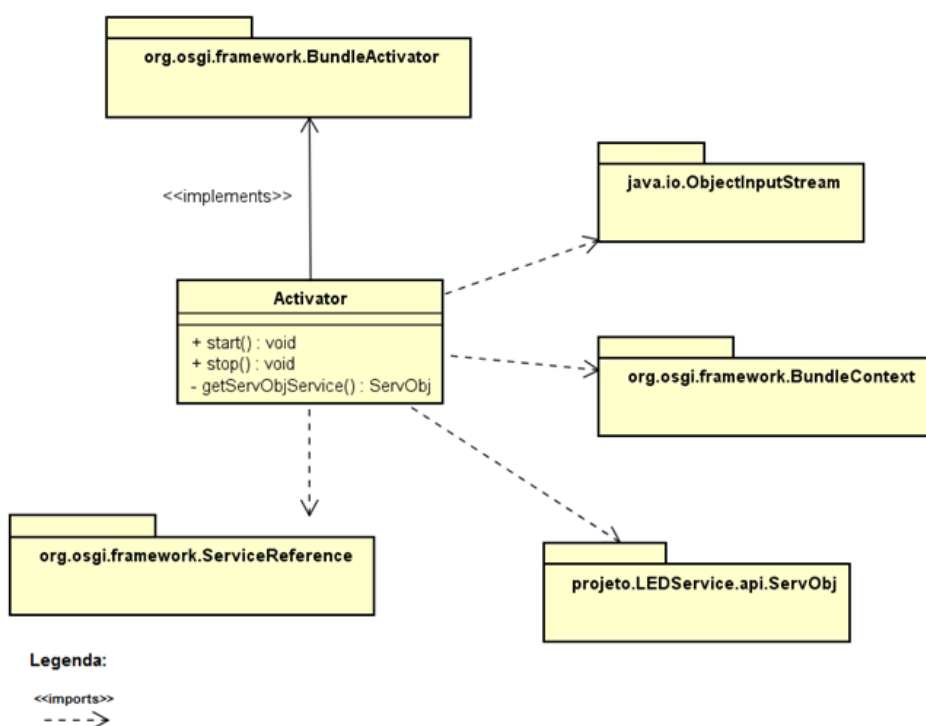 org.osgi.framework.BundleActivator
<<implements>>
java.io.ObjectInputStream
Activator
+ start() : void
+ stop() : void
- getServObjService() : ServObj
org.osgi.framework.BundleContext
org.osgi.framework.ServiceReference
projeto.LEDService.api.ServObj
Legenda:
<<imports>>